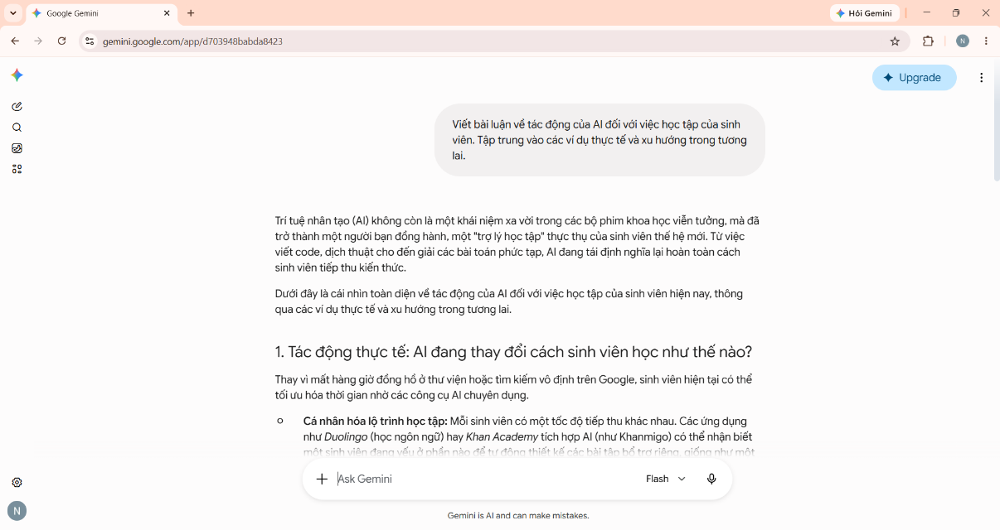 Google Gemini
Hỏi Gemini
gemini.google.com/app/d703948babda8423
N
Upgrade
Viết bài luận về tác động của AI đối với việc học tập của sinh
viên. Tập trung vào các ví dụ thực tế và xu hướng trong tương
lai.
Trí tuệ nhân tạo (AI) không còn là một khái niệm xa vời trong các bộ phim khoa học viễn tưởng, mà đã
trở thành một người bạn đồng hành, một "trợ lý học tập" thực thụ của sinh viên thế hệ mới. Từ việc
viết code, dịch thuật cho đến giải các bài toán phức tạp, AI đang tái định nghĩa lại hoàn toàn cách
sinh viên tiếp thu kiến thức.
Dưới đây là cái nhìn toàn diện về tác động của AI đối với việc học tập của sinh viên hiện nay, thông
qua các ví dụ thực tế và xu hướng trong tương lai.
1. Tác động thực tế: AI đang thay đổi cách sinh viên học như thế nào?
Thay vì mất hàng giờ đồng hồ ở thư viện hoặc tìm kiếm vô định trên Google, sinh viên hiện tại có thể
tối ưu hóa thời gian nhờ các công cụ AI chuyên dụng.
Cá nhân hóa lộ trình học tập: Mỗi sinh viên có một tốc độ tiếp thu khác nhau. Các ứng dụng
như Duolingo (học ngôn ngữ) hay Khan Academy tích hợp AI (như Khanmigo) có thể nhận biết
một sinh viên đang yếu ở phần nào để tự động thiết kế các bài tập bổ trợ riêng, giống như một
Ask Gemini
Flash
N
Gemini is AI and can make mistakes.